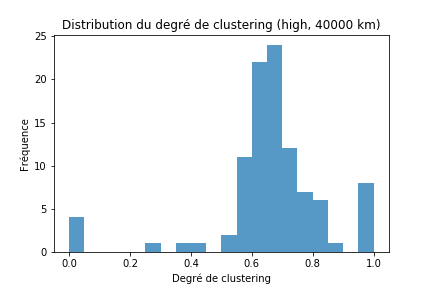 Distribution du degré de clustering (high, 40000 km)
25
20
15
10
5
0
Fréquence
0.0 0.2 0.4 0.6 0.8 1.0
Degré de clustering